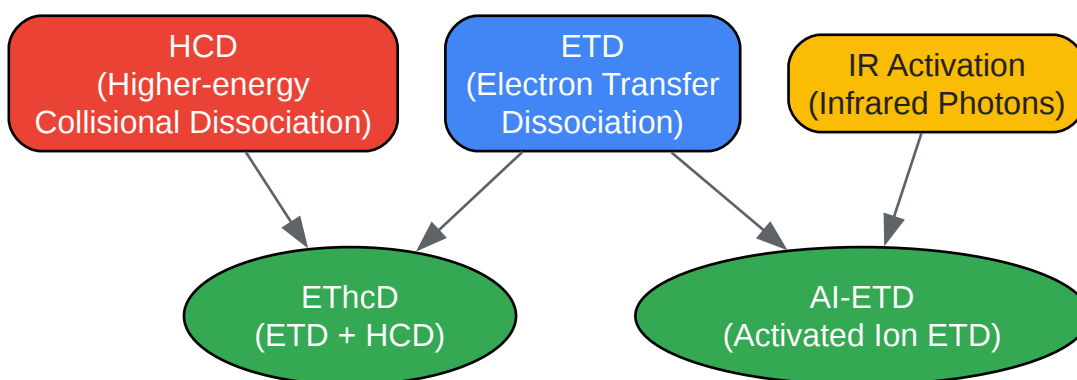 HCD
(Higher-energy
Collisional Dissociation)
ETD
(Electron Transfer
Dissociation)
IR Activation
(Infrared Photons)
EThcD
(ETD + HCD)
AI-ETD
(Activated Ion ETD)